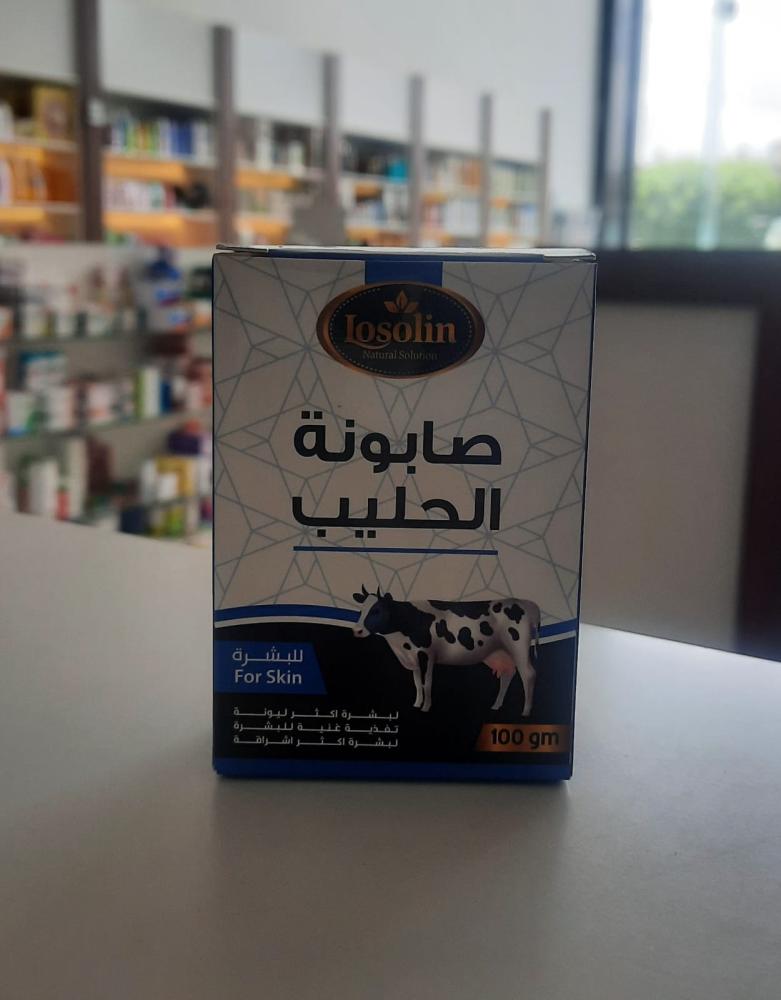 Losolin
Natural Solution
صابونة
الحليب
للبشرة
For Skin
لبشرة اكثر ليونة
تغذية غنية للبشرة
لبشرة اكثر اشراقة
100 gm